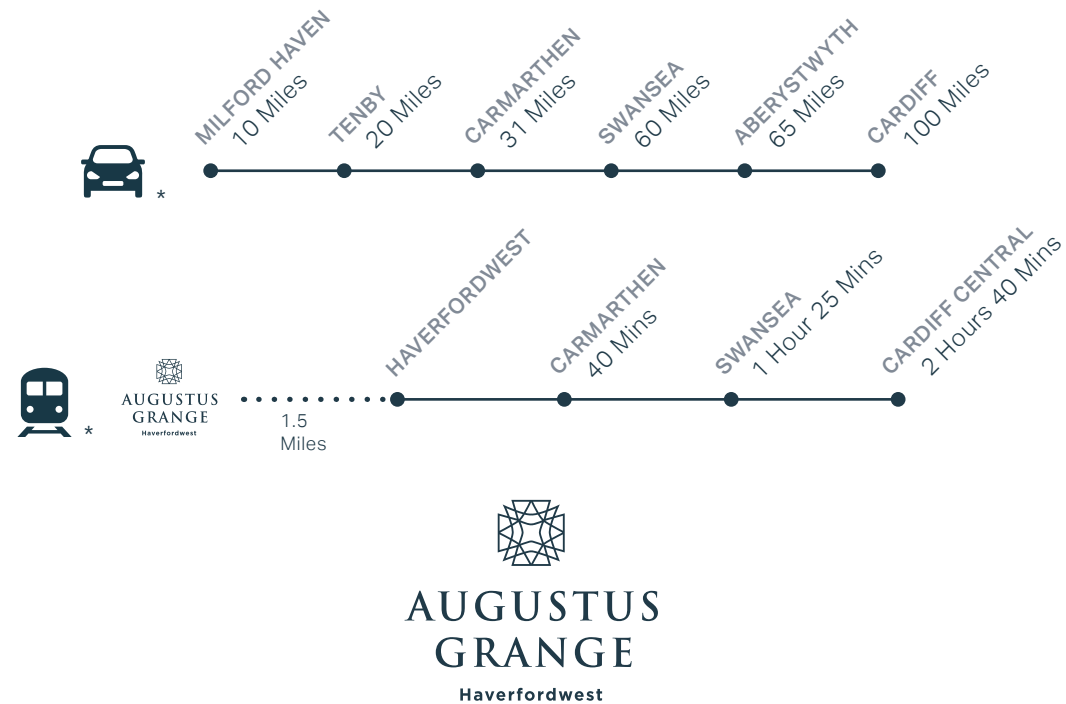 MILFORD HAVEN
10 Miles
TENBY
20 Miles
CARMARTHEN
31 Miles
SWANSEA
60 Miles
ABERYSTWYTH
65 Miles
CARDIFF
100 Miles
*
HAVERFORDWEST
CARMARTHEN
40 Mins
SWANSEA
1 Hour 25 Mins
CARDIFF CENTRAL
2 Hours 40 Mins
*
AUGUSTUS
GRANGE
Haverfordwest
1.5
Miles
AUGUSTUS
GRANGE
Haverfordwest